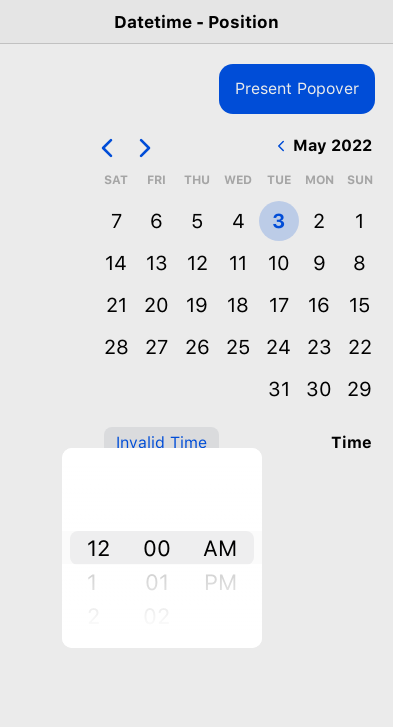 Datetime - Position
Present Popover
May 2022
SAT FRI THU WED TUE MON SUN
7 6 5 4 3 2 1
14 13 12 11 10 9 8
21 20 19 18 17 16 15
28 27 26 25 24 23 22
31 30 29
Invalid Time Time
12 00 AM
1 01 PM
2 02